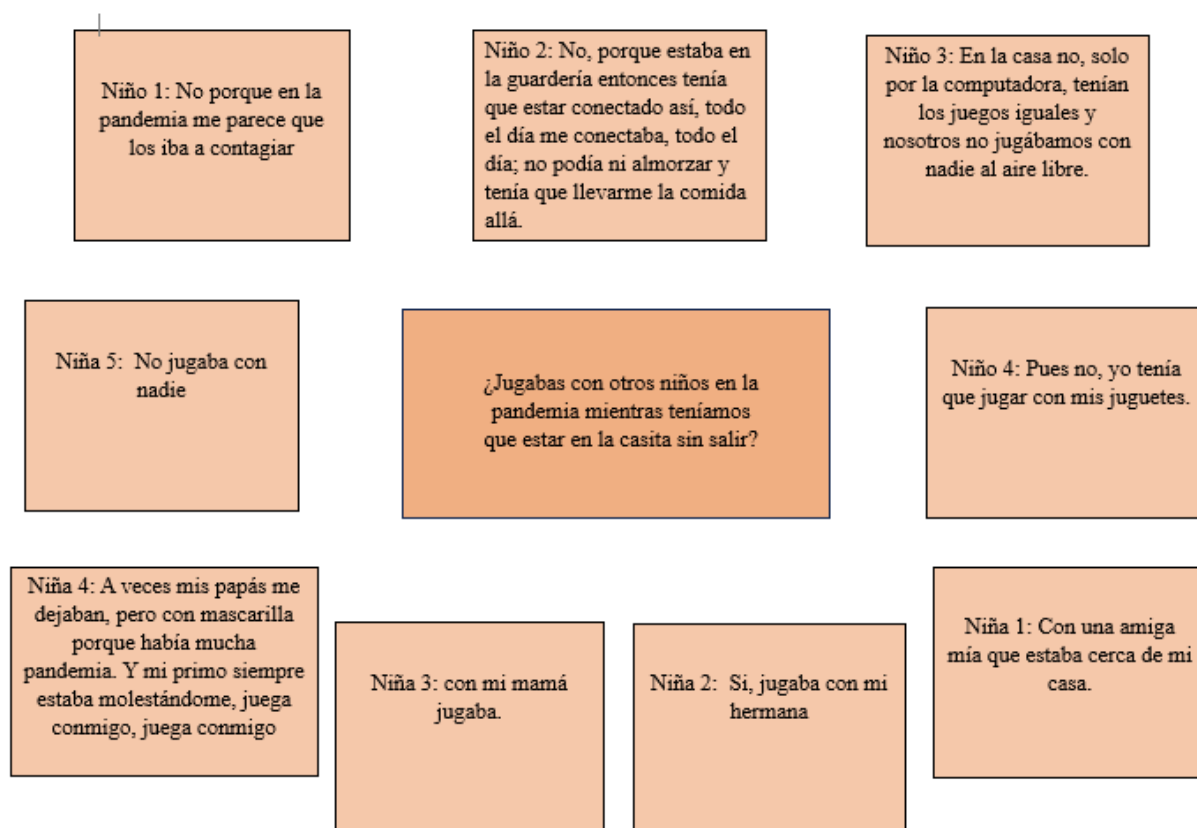 Niño 1: No porque en la
pandemia me parece que
los iba a contagiar
Niño 2: No, porque estaba en
la guardería entonces tenía
que estar conectado así, todo
el día me conectaba, todo el
día; no podía ni almorzar y
tenía que llevarme la comida
allá.
Niño 3: En la casa no, solo
por la computadora, tenían
los juegos iguales y
nosotros no jugábamos con
nadie al aire libre.
Niña 5:  No jugaba con
nadie
¿Jugabas con otros niños en la
pandemia mientras teníamos
que estar en la casita sin salir?
Niño 4: Pues no, yo tenía
que jugar con mis juguetes.
Niña 4: A veces mis papás me
dejaban, pero con mascarilla
porque había mucha
pandemia. Y mi primo siempre
estaba molestándome, juega
conmigo, juega conmigo
Niña 3: con mi mamá
jugaba.
Niña 2:  Si, jugaba con mi
hermana
Niña 1: Con una amiga
mía que estaba cerca de mi
casa.